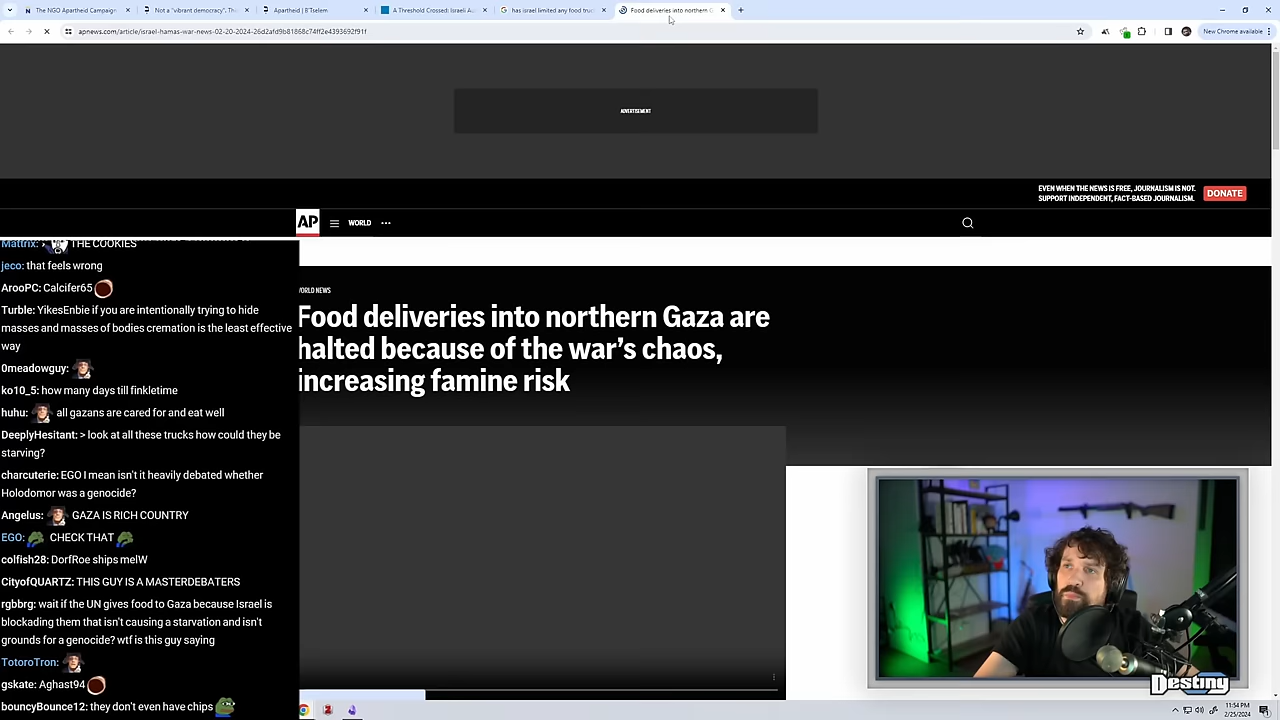 The NGO Apartheid Campaign
Not a "vibrant democracy". Th
Apartheid | B'Tselem
A Threshold Crossed: Israeli Au
has israel limited any food truc
Food deliveries into northern G
apnews.com/article/israel-hamas-war-news-02-20-2024-26d2afd9b81868c74ff2e4393692f91f
New Chrome available
ADVERTISEMENT
EVEN WHEN THE NEWS IS FREE, JOURNALISM IS NOT.
SUPPORT INDEPENDENT, FACT-BASED JOURNALISM.
DONATE
AP
WORLD
WORLD NEWS
Food deliveries into northern Gaza are
halted because of the war's chaos,
increasing famine risk
Mattrix: THE COOKIES
jeco: that feels wrong
ArooPC: Calcifer65
Turble: YikesEnbie if you are intentionally trying to hide
masses and masses of bodies cremation is the least effective
way
0meadowguy:
ko10_5: how many days till finkletime
huhu: all gazans are cared for and eat well
DeeplyHesitant: > look at all these trucks how could they be
starving?
charcuterie: EGO I mean isn't it heavily debated whether
Holodomor was a genocide?
Angelus: GAZA IS RICH COUNTRY
EGO: CHECK THAT
colfish28: DorfRoe ships melW
CityofQUARTZ: THIS GUY IS A MASTERDEBATERS
rgbbrg: wait if the UN gives food to Gaza because Israel is
blockading them that isn't causing a starvation and isn't
grounds for a genocide? wtf is this guy saying
TotoroTron:
gskate: Aghast94
bouncyBounce12: they don't even have chips
Destiny
11:54 PM
2/25/2024